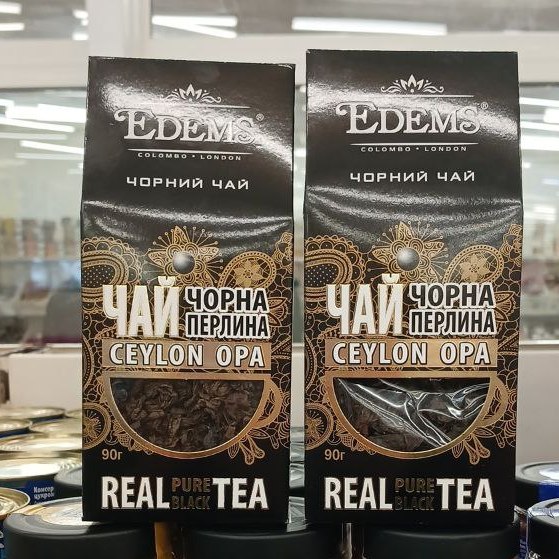 EDEMS®
COLOMBO • LONDON
ЧОРНИЙ ЧАЙ
ЧАЙ ЧОРНА
ПЕРЛИНА
CEYLON OPA
90г
REAL PURE BLACK TEA
EDEMS®
COLOMBO • LONDON
ЧОРНИЙ ЧАЙ
ЧАЙ ЧОРНА
ПЕРЛИНА
CEYLON OPA
90г
REAL PURE BLACK TEA